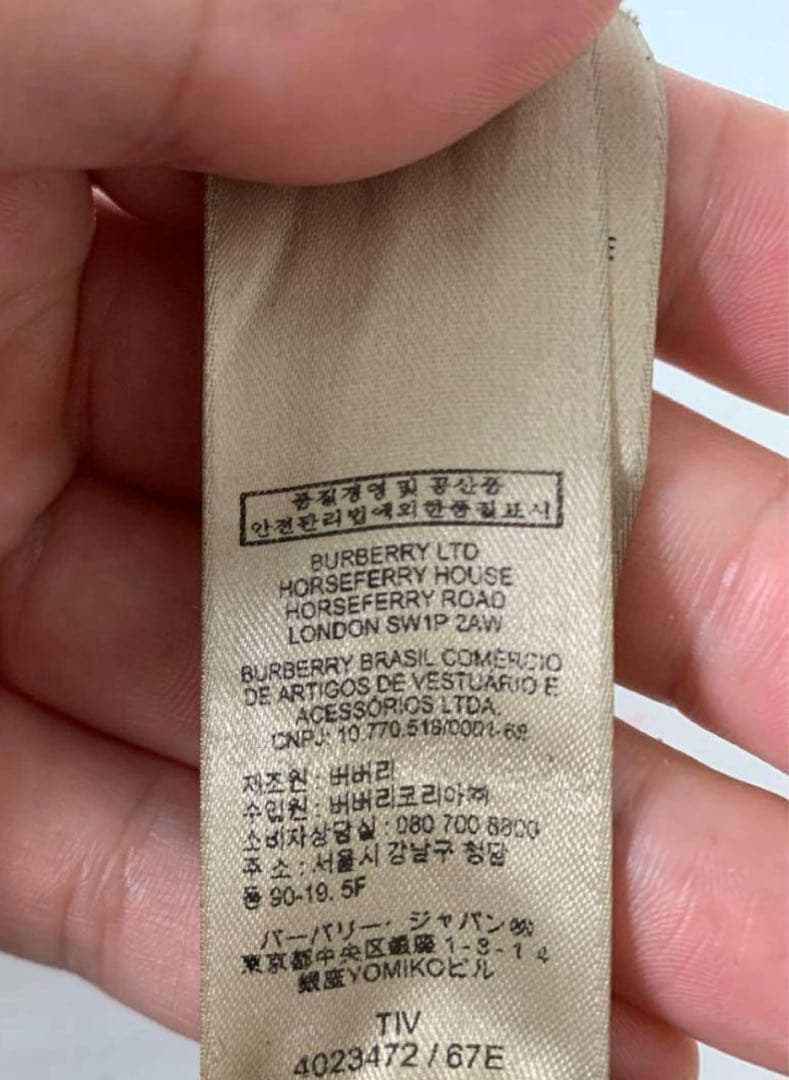 품질경영 및 공산품
안전관리법에의한품질표시
BURBERRY LTD
HORSEFERRY HOUSE
HORSEFERRY ROAD
LONDON SW1P 2AW
BURBERRY BRASIL COMÉRCIO
DE ARTIGOS DE VESTUÁRIO E
ACESSÓRIOS LTDA.
CNPJ: 10.770.518/0001-68
제조원 : 버버리
수입원 : 버버리코리아㈜
소비자상담실 : 080 700 8800
주 소 : 서울시 강남구 청담
동 90-19. 5F
バーバリー・ジャパン㈱
東京都中央区銀座 1-3-14
銀座YOMIKOビル
TIV
4023472 / 67E